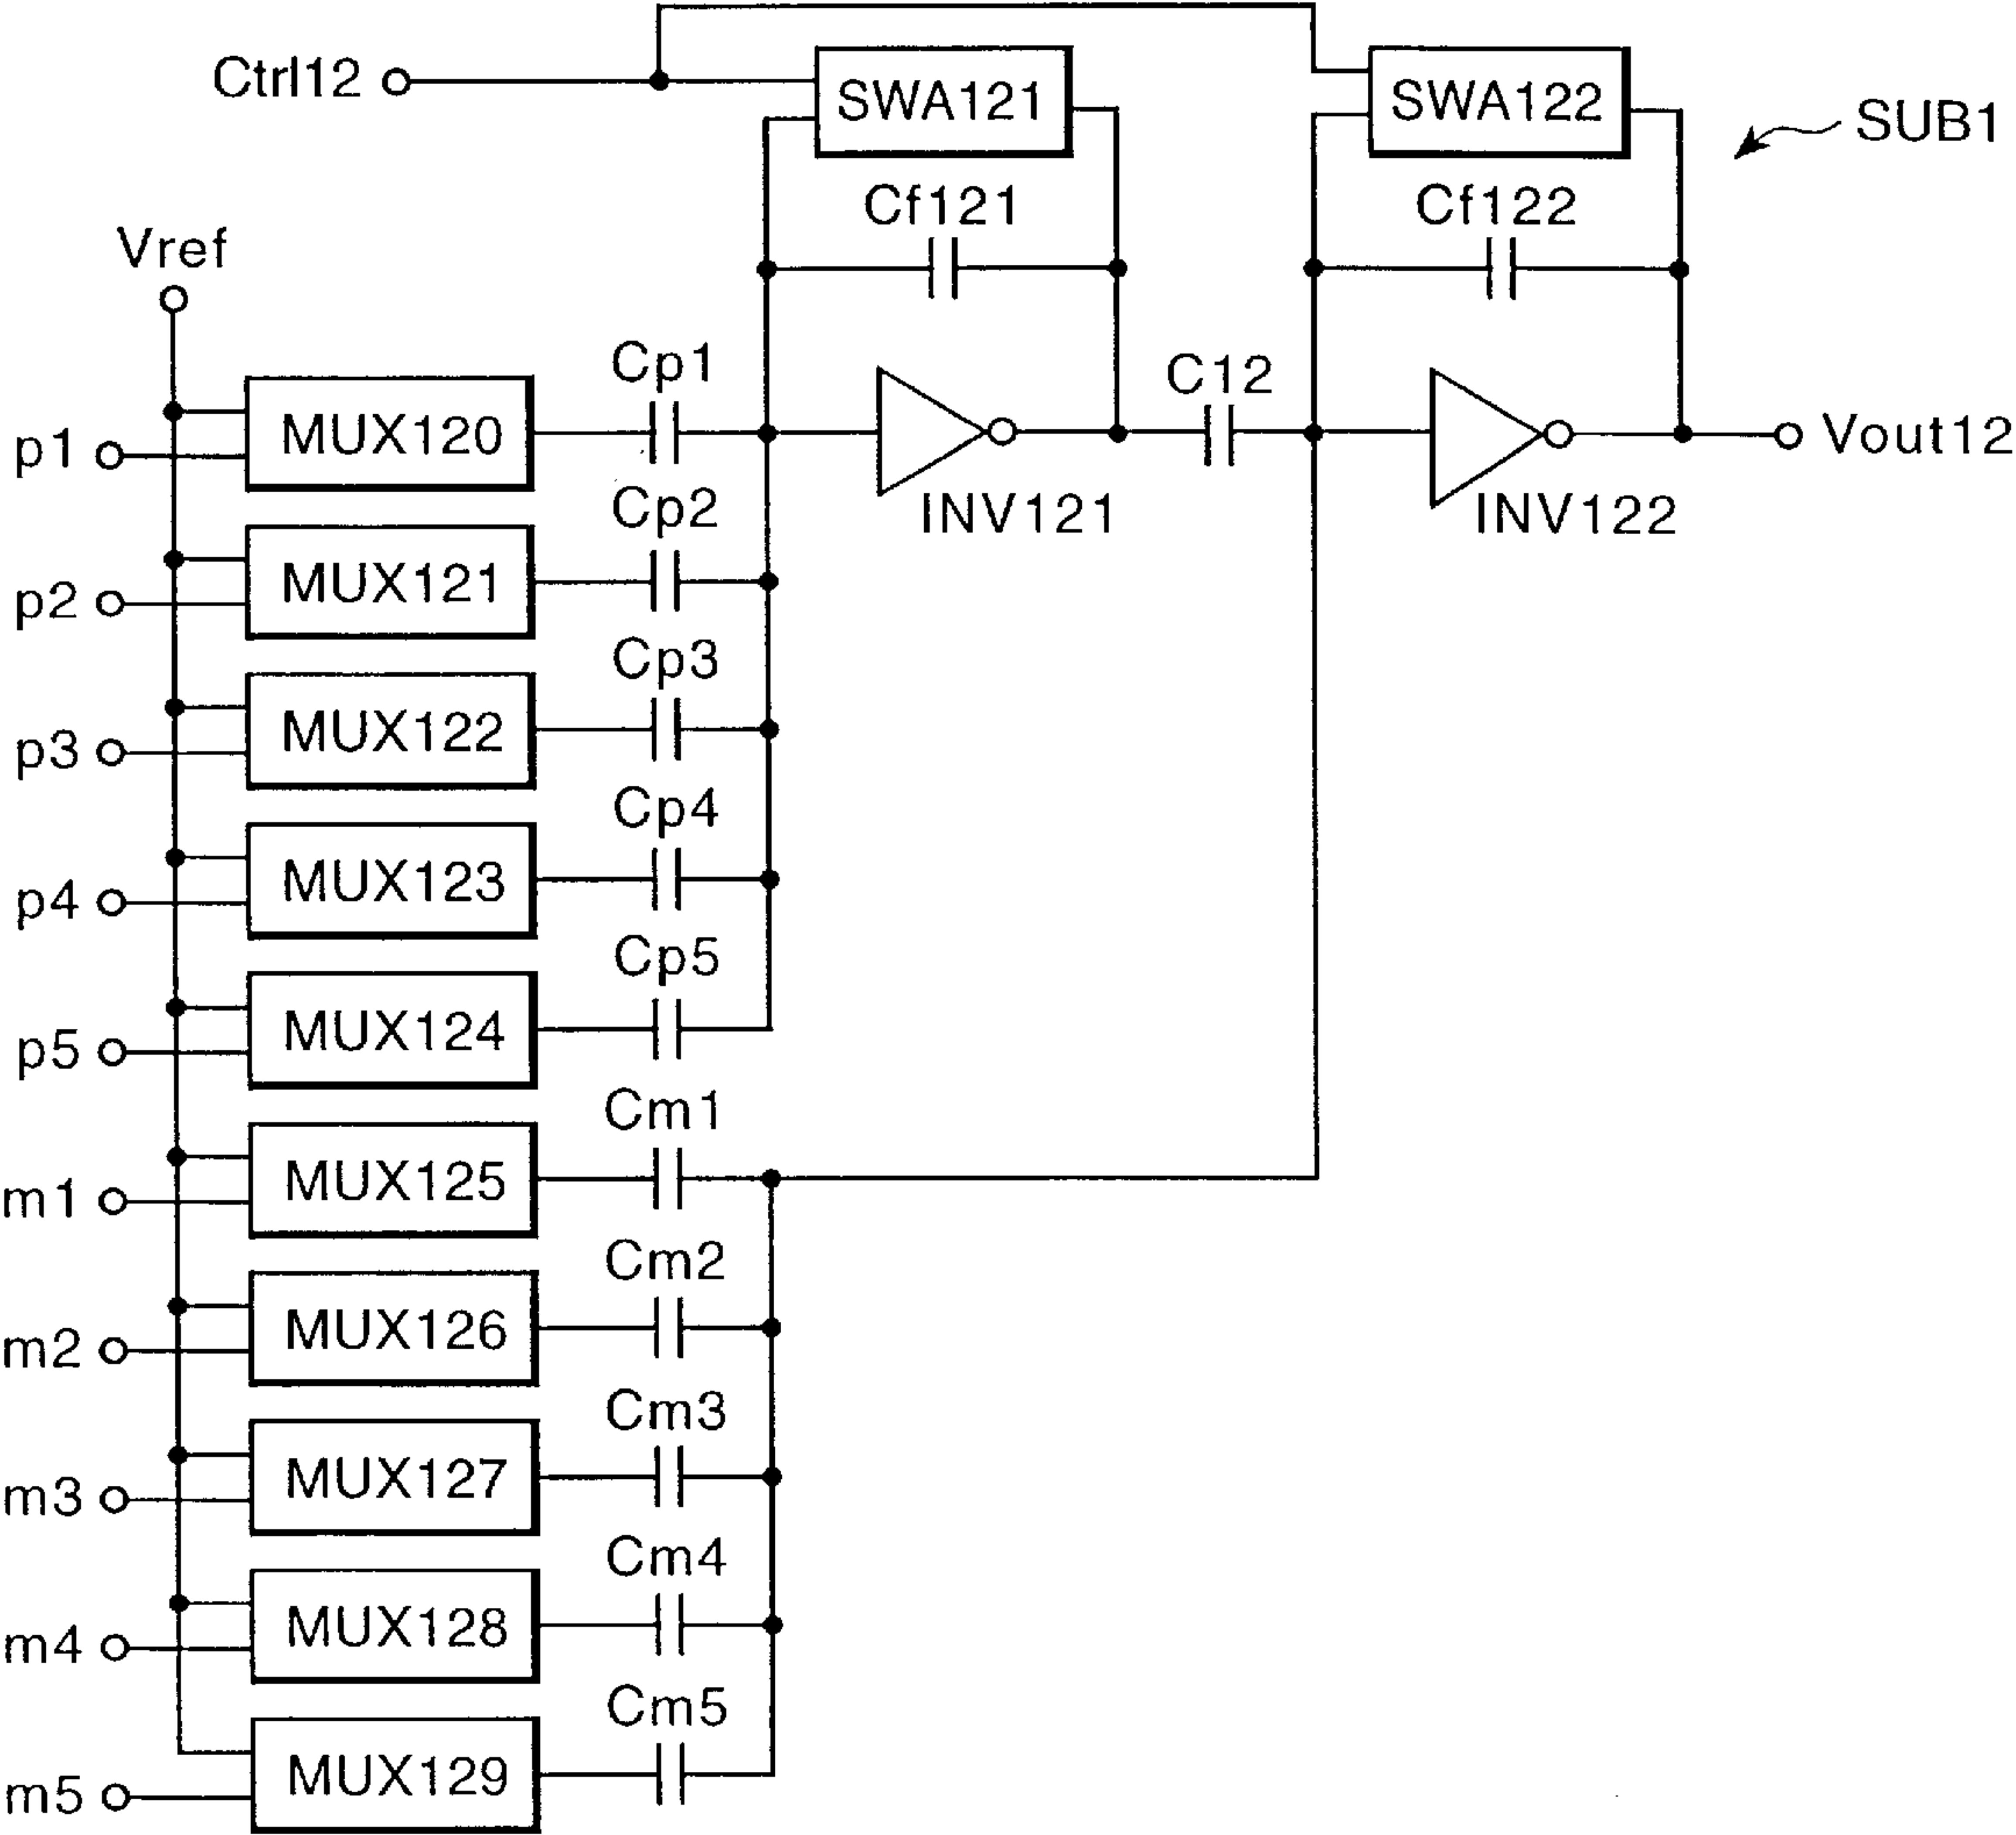 Ctrl12
SWA121
SWA122
SUB1
Cf121
Cf122
Vref
Cp1
C12
p1
MUX120
Vout12
INV121
INV122
Cp2
p2
MUX121
Cp3
p3
MUX122
Cp4
p4
MUX123
Cp5
p5
MUX124
Cm1
m1
MUX125
Cm2
m2
MUX126
Cm3
m3
MUX127
Cm4
m4
MUX128
Cm5
m5
MUX129